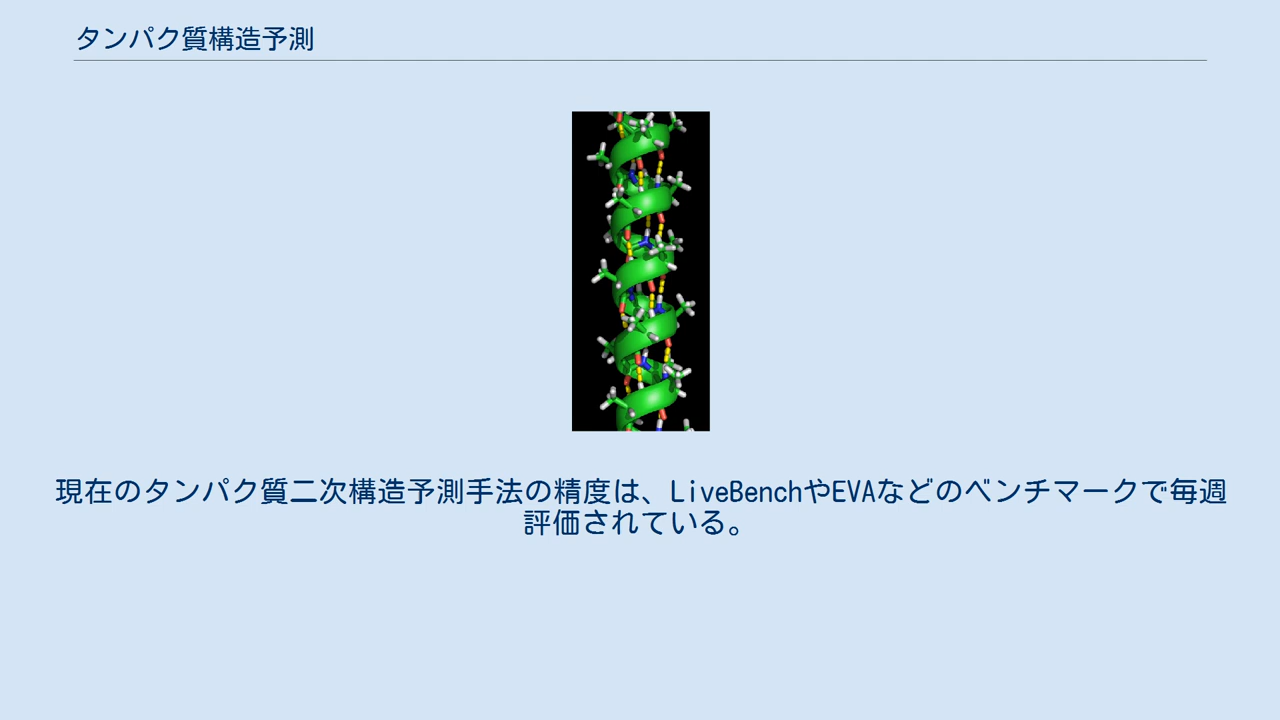 タンパク質構造予測
現在のタンパク質二次構造予測手法の精度は、LiveBenchやEVAなどのベンチマークで毎週
評価されている。